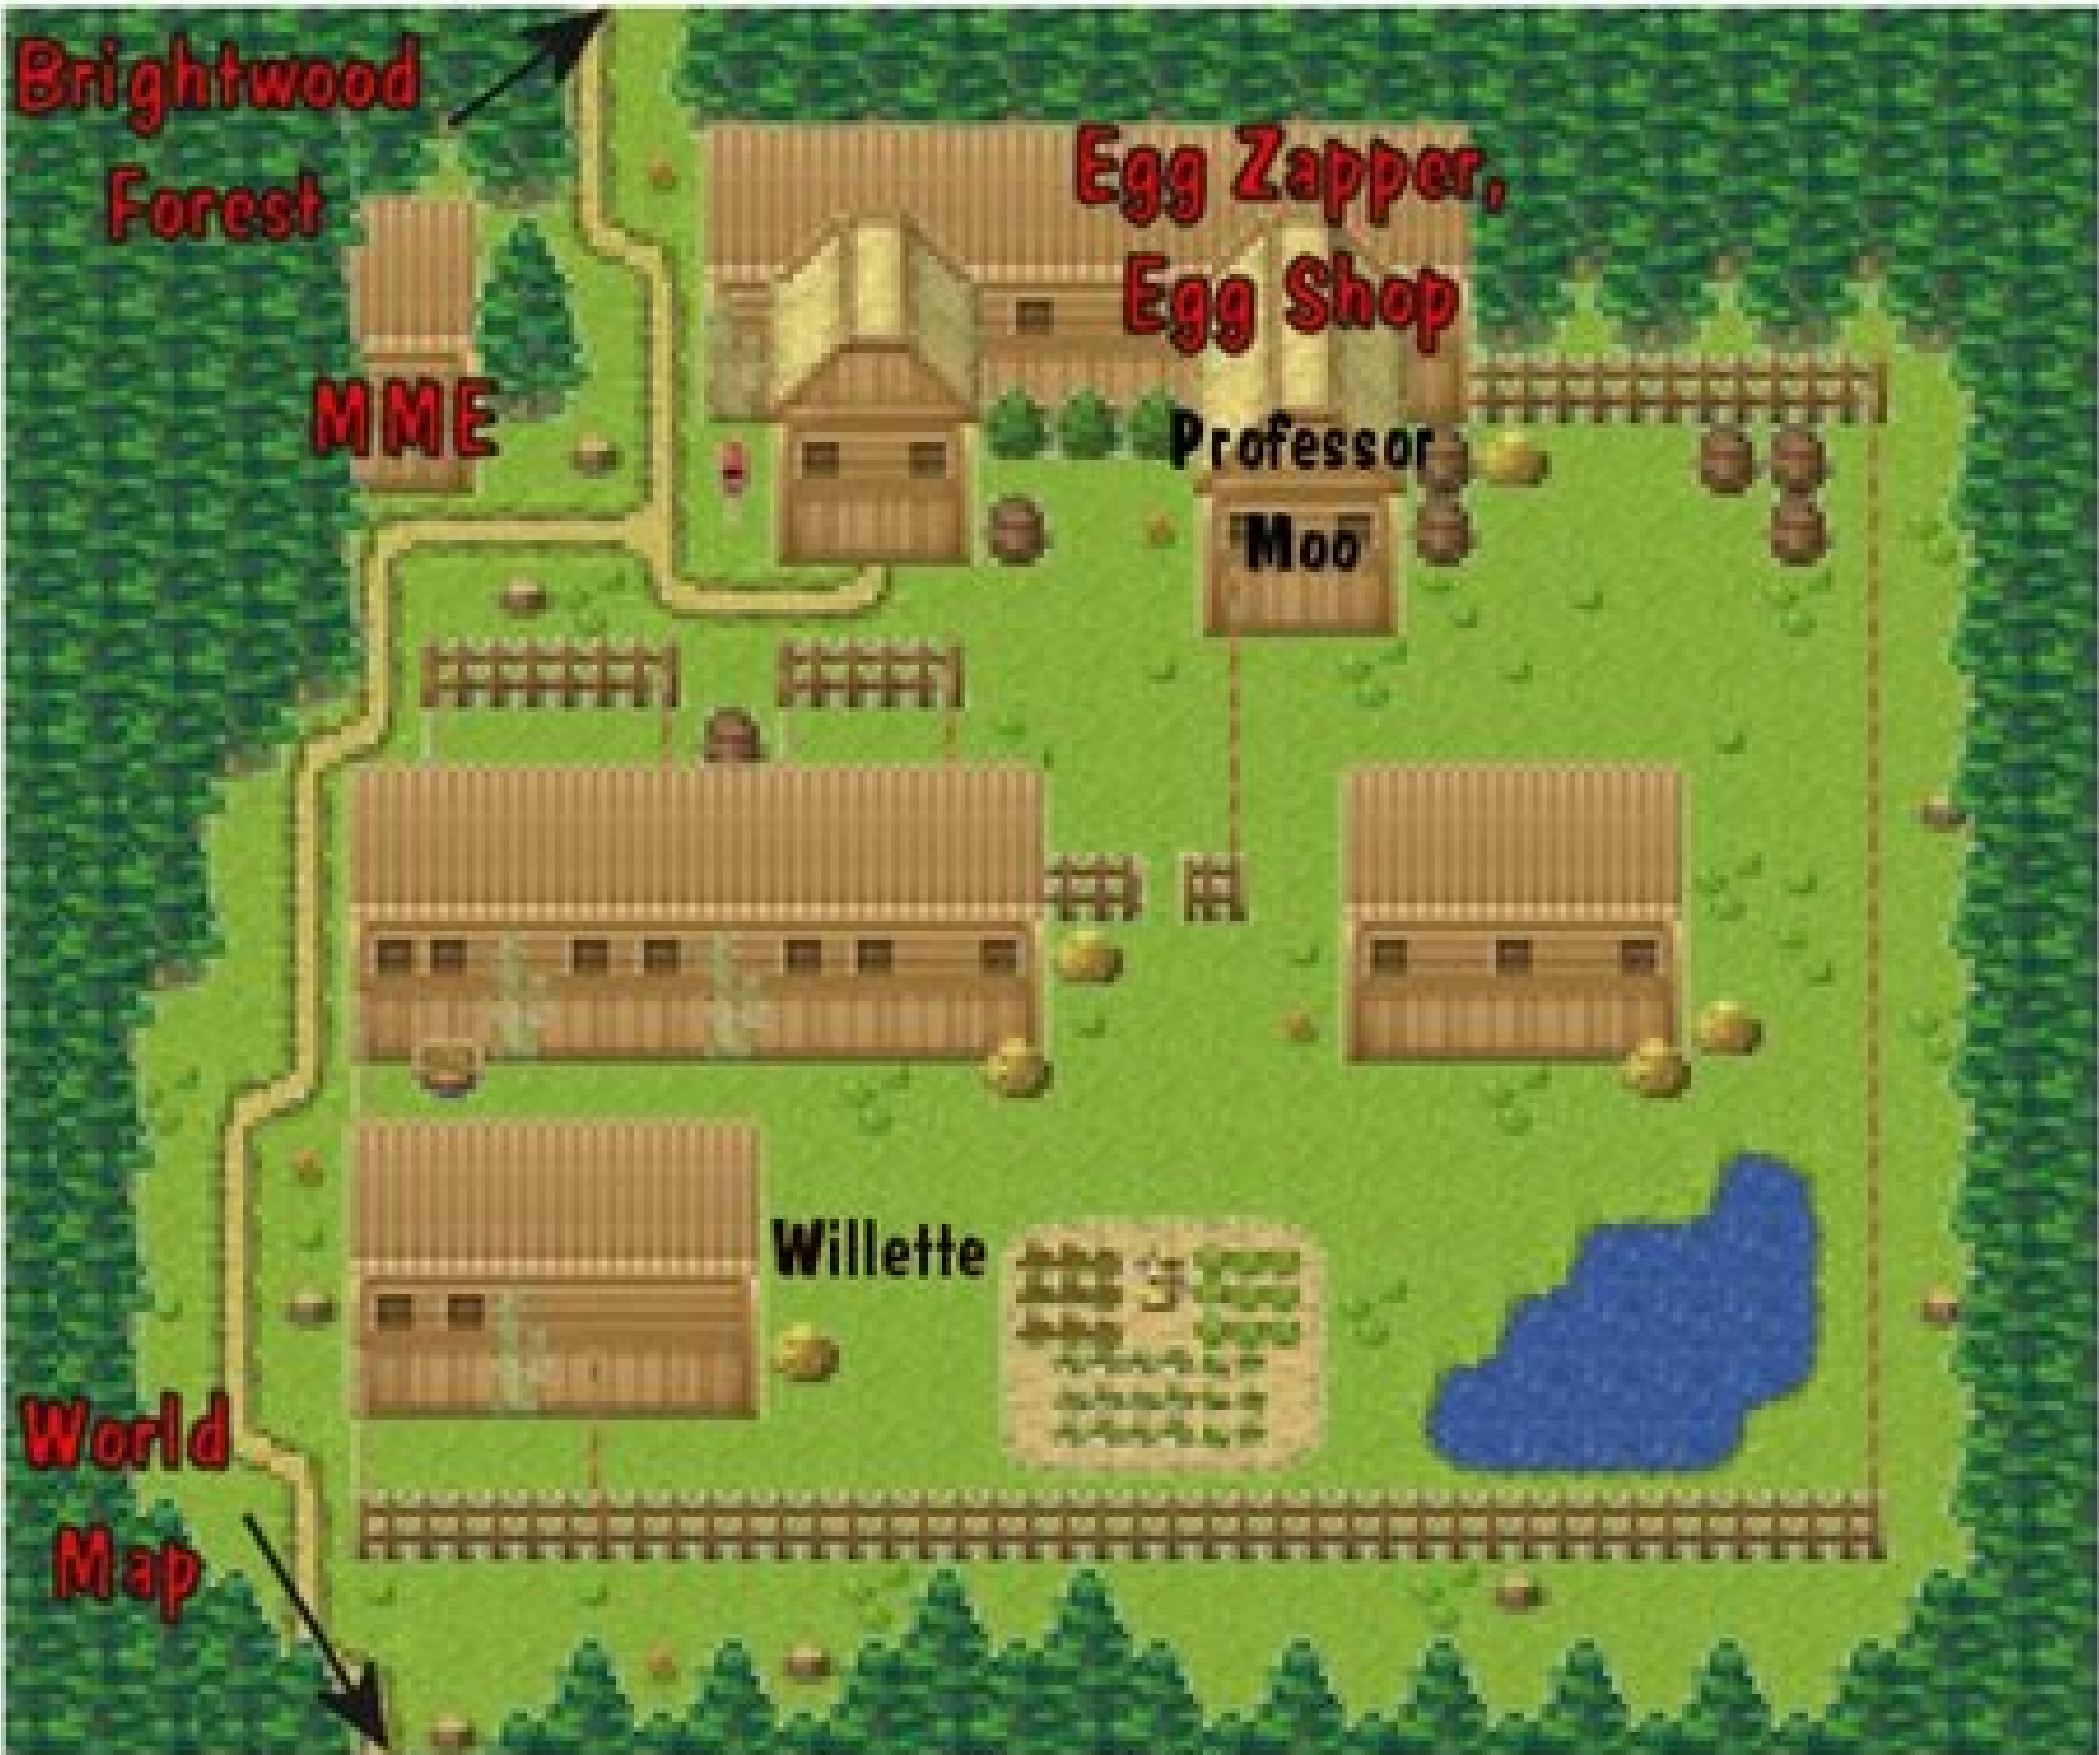 Brightwood
Forest
Egg Zapper,
Egg Shop
MME
Professor
Moo
Willette
World
Map